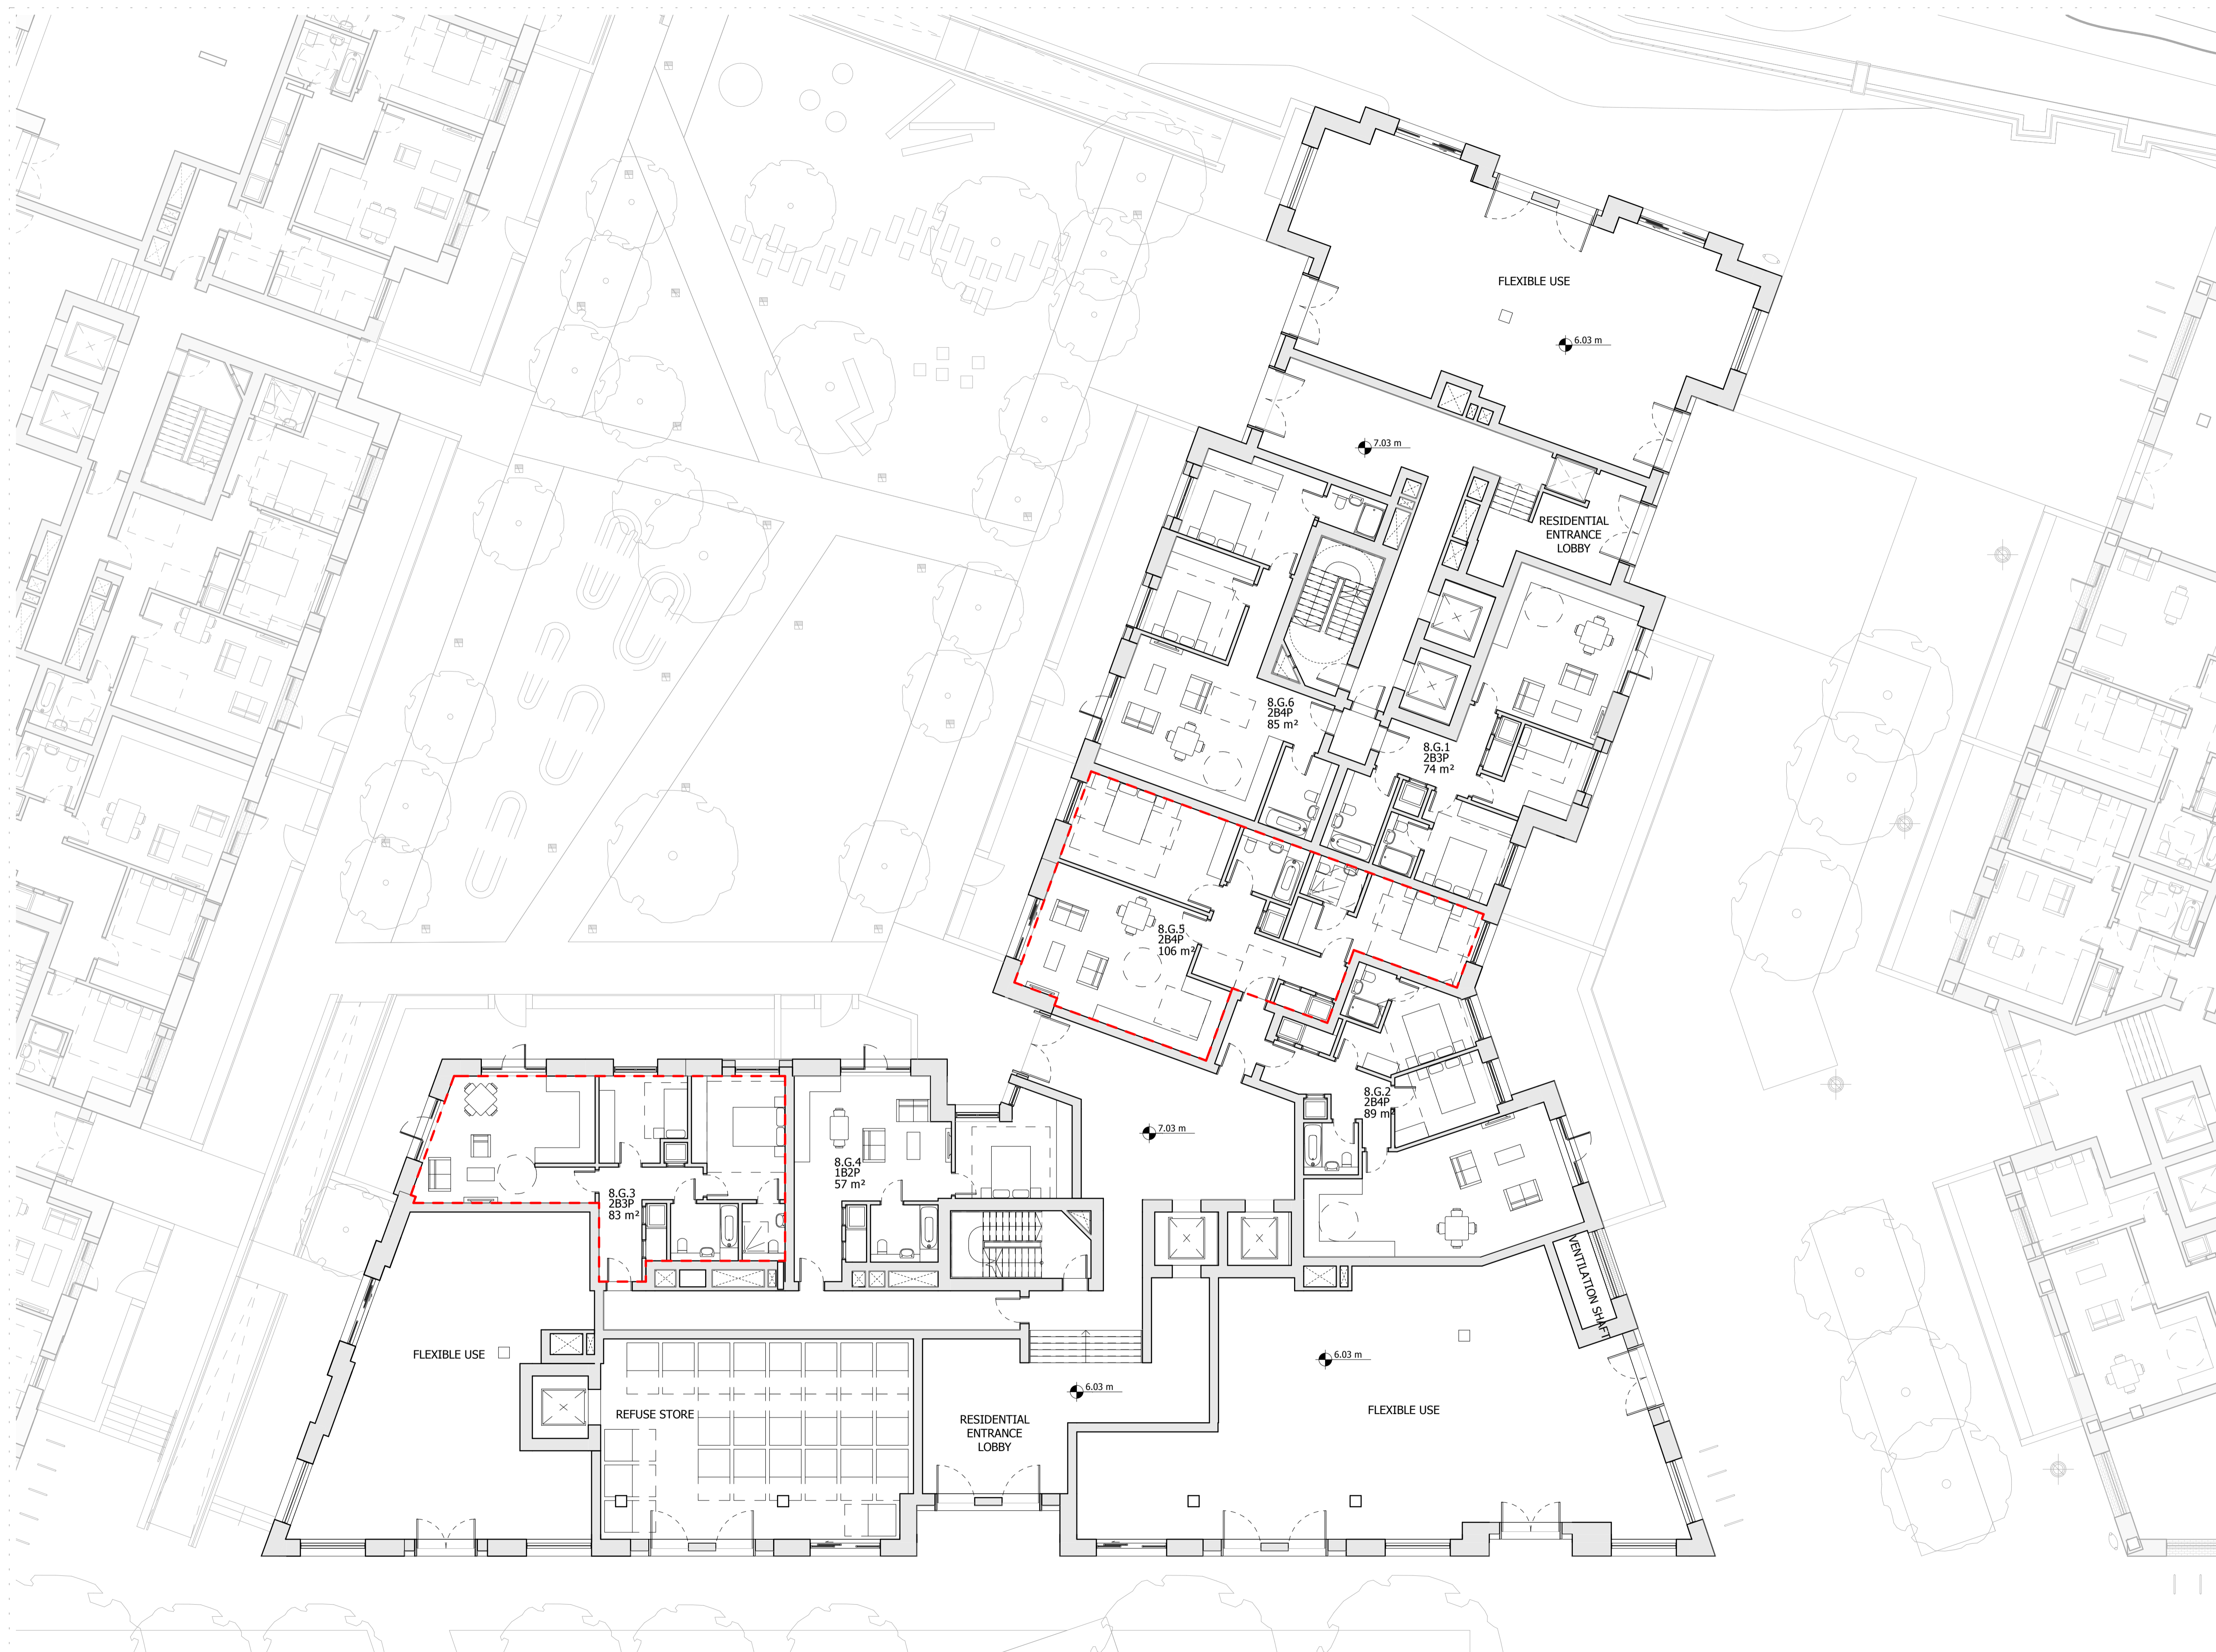 FLEXIBLE USE
6.03 m
7.03 m
RESIDENTIAL
ENTRANCE
LOBBY
8.G.6
2B4P
85 m²
8.G.1
2B3P
74 m²
8.G.5
2B4P
106 m²
8.G.2
2B4P
89 m²
7.03 m
8.G.4
1B2P
57 m²
8.G.3
2B3P
83 m²
VENTILATION SHAFT
FLEXIBLE USE
6.03 m
6.03 m
REFUSE STORE
RESIDENTIAL
ENTRANCE
LOBBY
FLEXIBLE USE